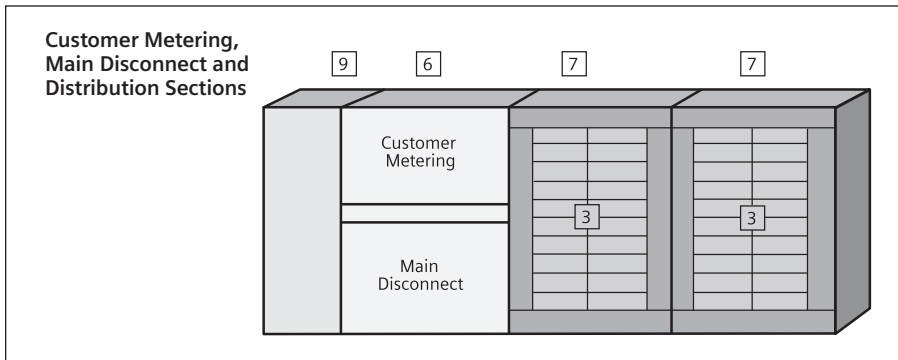 Customer Metering,
Main Disconnect and
Distribution Sections
9 6 7 7
Customer
Metering
3 3
Main
Disconnect